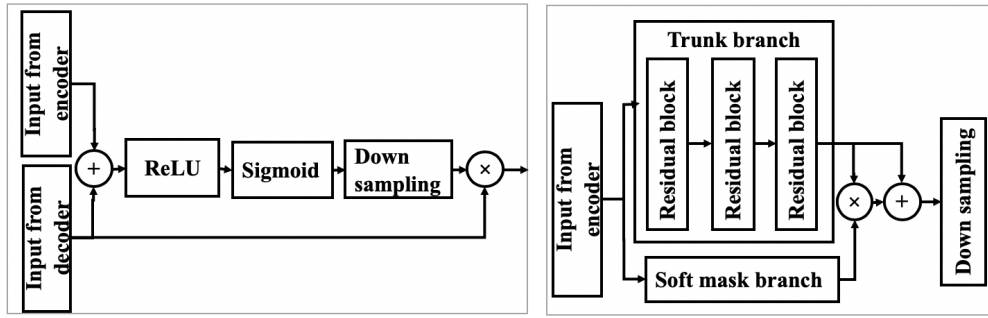 Input from
encoder
Input from
decoder
+
ReLU
Sigmoid
Down
sampling
×
Input from
encoder
Trunk branch
Residual block
Residual block
Residual block
Soft mask branch
×
+
Down sampling